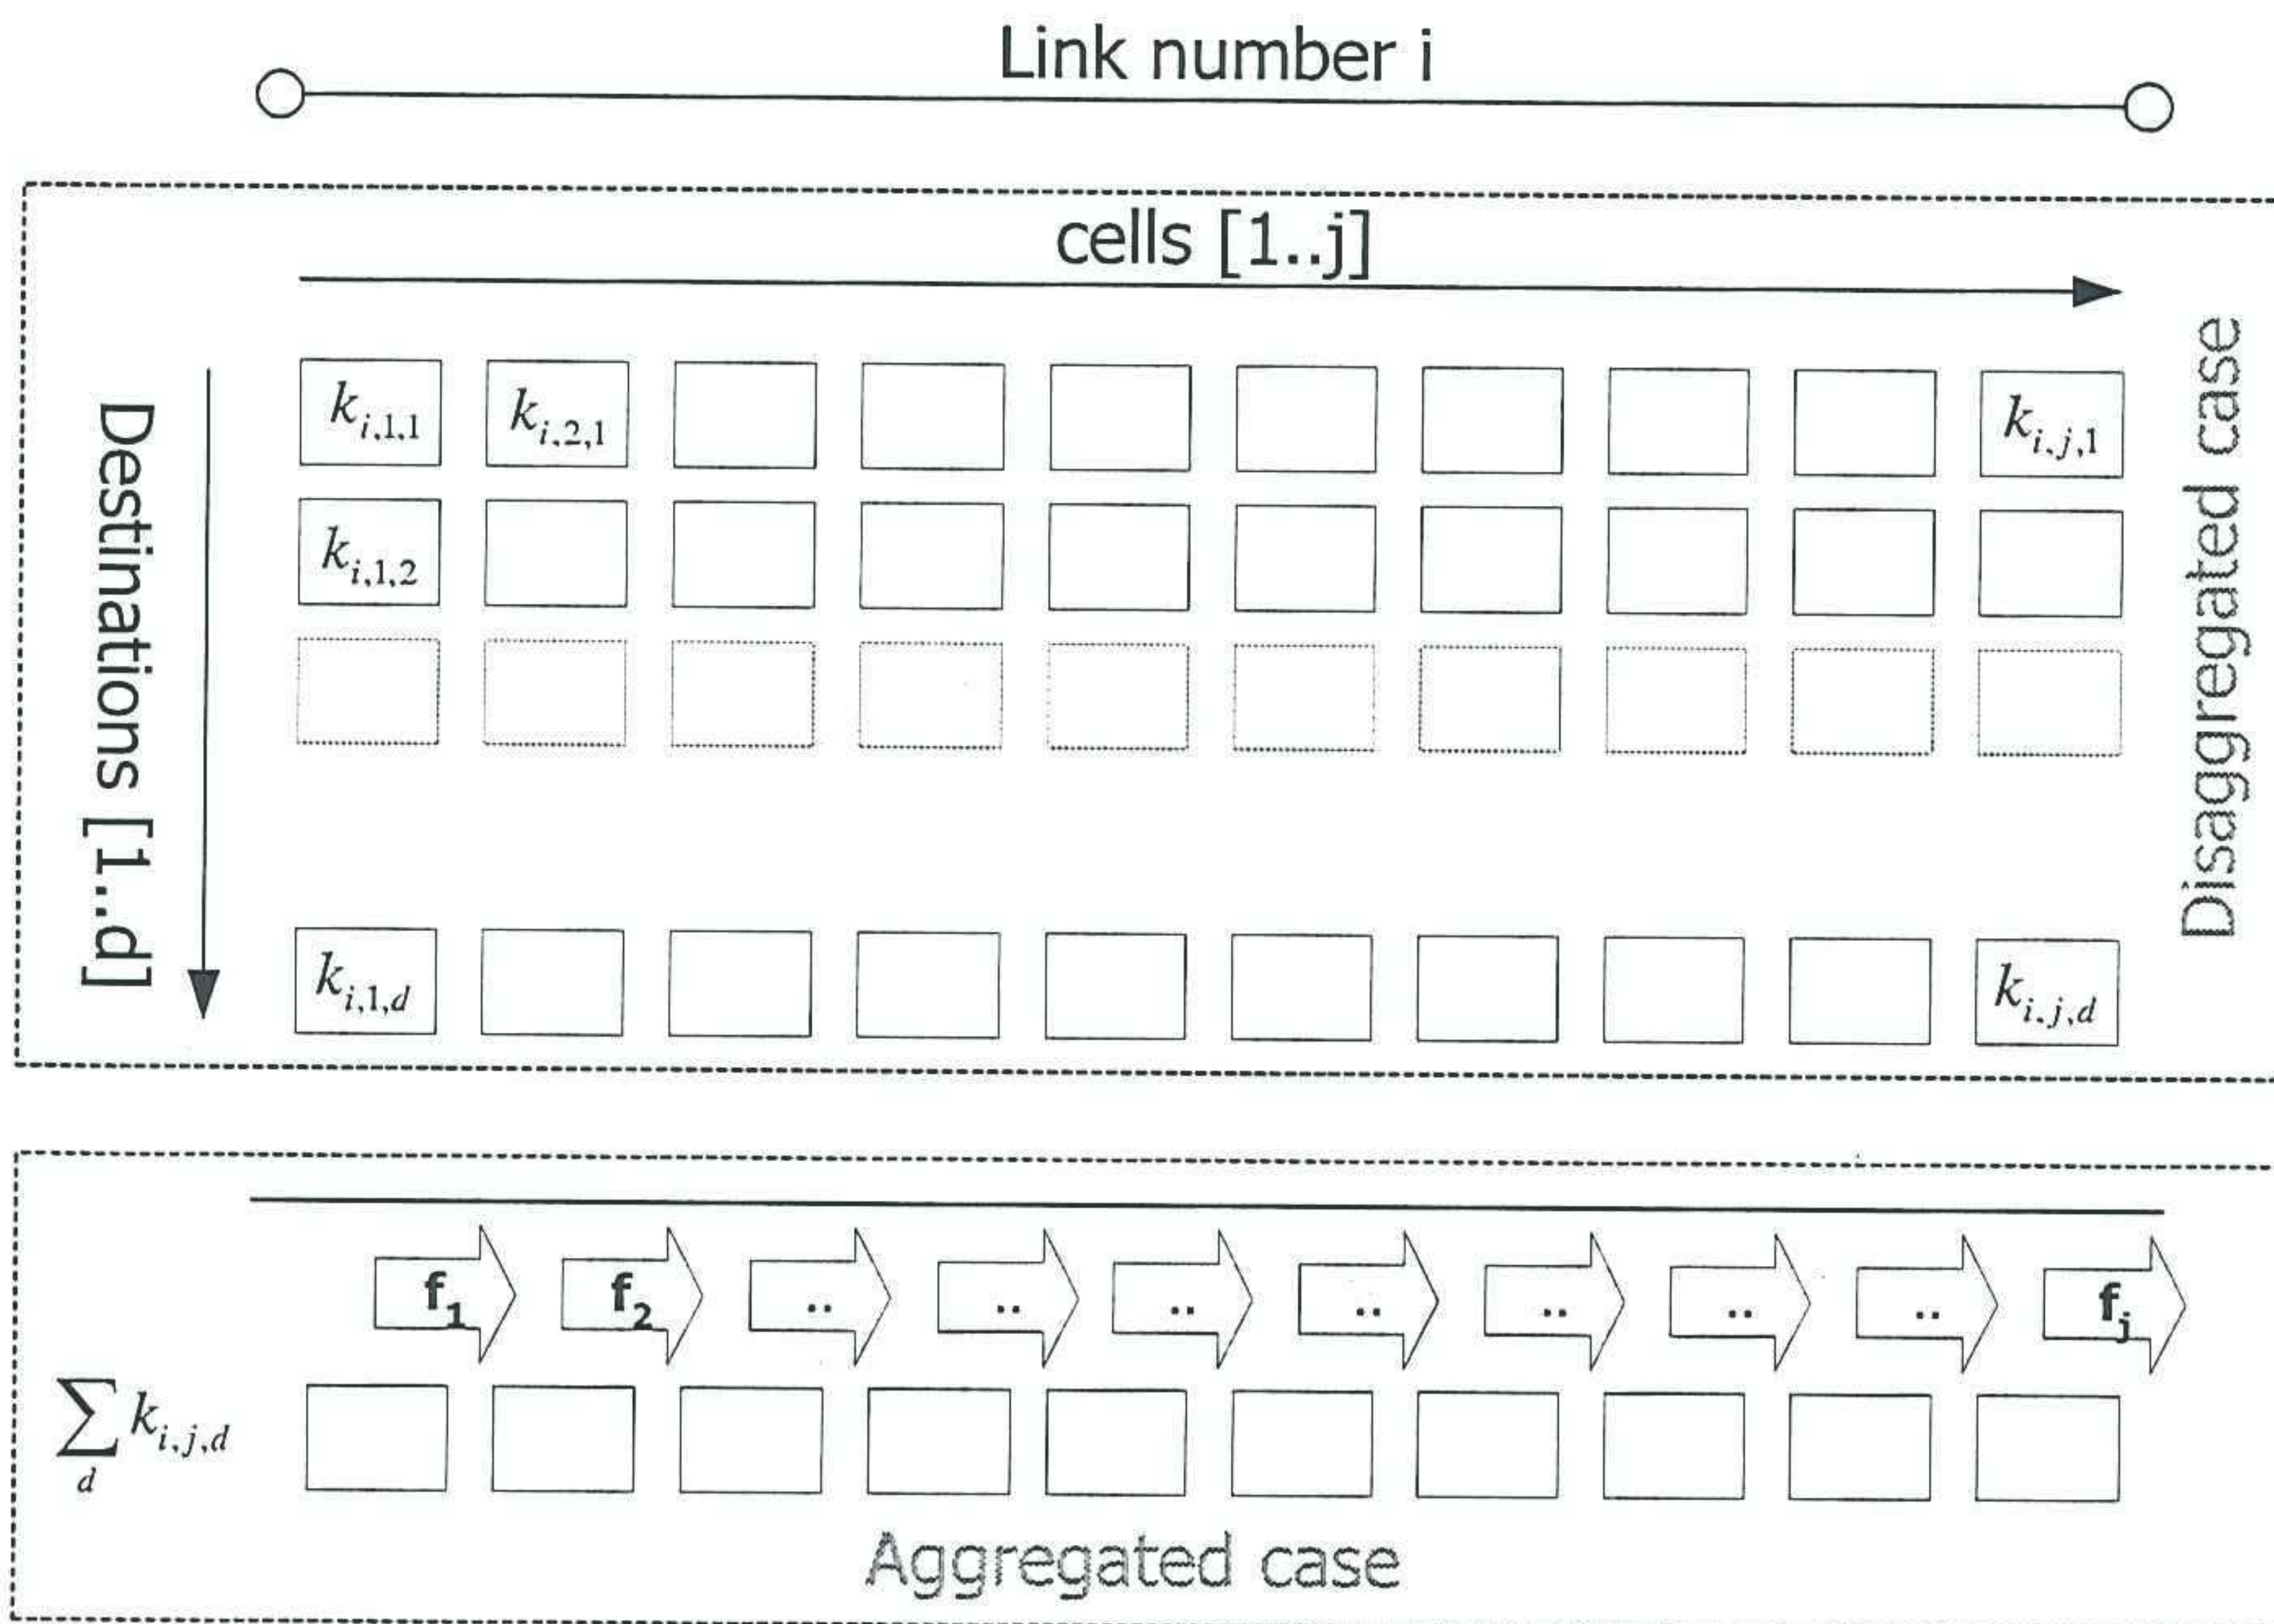 Link number i
cells [1..j]
Destinations [1..d]
k_{i,1,1} k_{i,2,1} k_{i,j,1}
k_{i,1,2}
k_{i,1,d} k_{i,j,d}
Disaggregated case
f_1 f_2 .. .. .. .. .. .. .. f_j
\sum_d k_{i,j,d}
Aggregated case